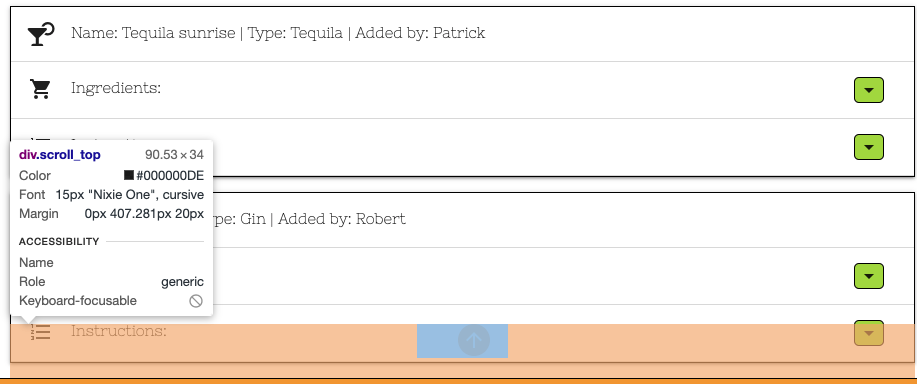 Name: Tequila sunrise | Type: Tequila | Added by: Patrick
Ingredients:
div.scroll_top 90.53 × 34
Color #000000DE
Font 15px "Nixie One", cursive
Margin 0px 407.281px 20px
ACCESSIBILITY
Name
Role generic
Keyboard-focusable
pe: Gin | Added by: Robert
Instructions: